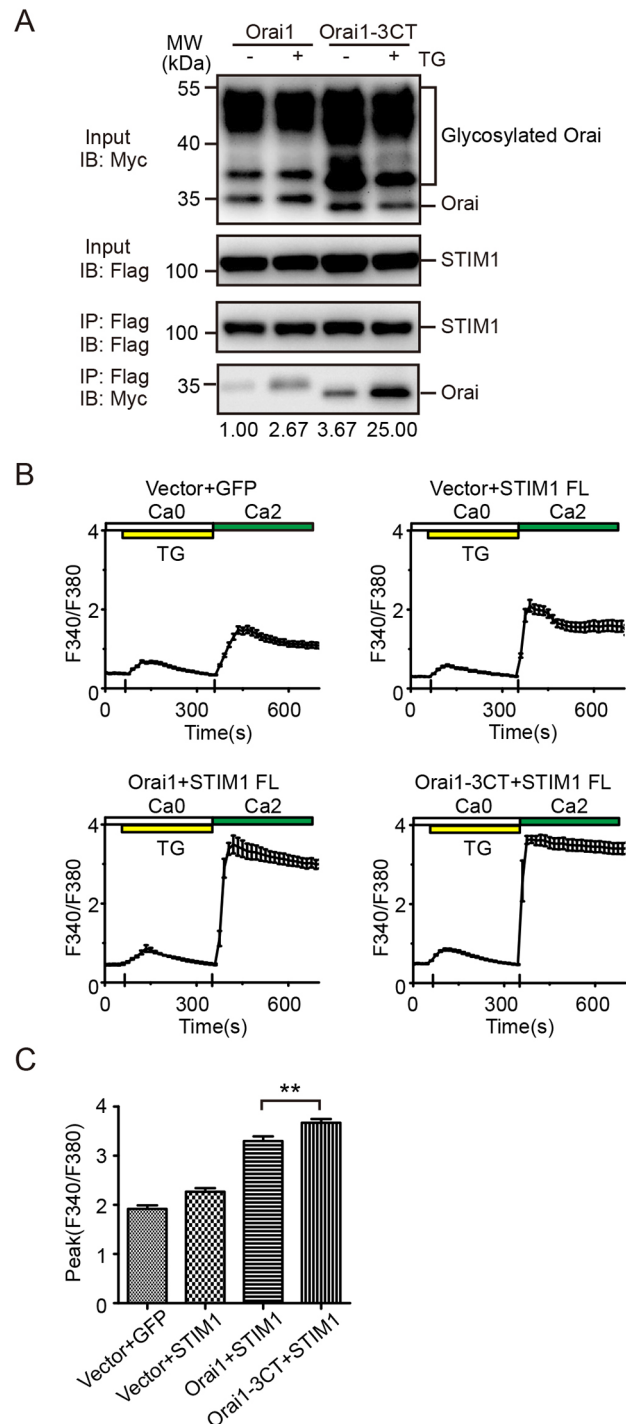 A
Orai1 Orai1-3CT
MW
(kDa)
- + - + TG
55
Input
IB: Myc
40
Glycosylated Orai
35
Orai
Input
IB: Flag
100
STIM1
IP: Flag
IB: Flag
100
STIM1
IP: Flag
IB: Myc
35
Orai
1.00 2.67 3.67 25.00
B
Vector+GFP
Ca0 Ca2
TG
4
2
0
F340/F380
0 300 600
Time(s)
Vector+STIM1 FL
Ca0 Ca2
TG
4
2
0
F340/F380
0 300 600
Time(s)
Orai1+STIM1 FL
Ca0 Ca2
TG
4
2
0
F340/F380
0 300 600
Time(s)
Orai1-3CT+STIM1 FL
Ca0 Ca2
TG
4
2
0
F340/F380
0 300 600
Time(s)
C
**
4
3
2
1
0
Peak(F340/F380)
Vector+GFP
Vector+STIM1
Orai1+STIM1
Orai1-3CT+STIM1